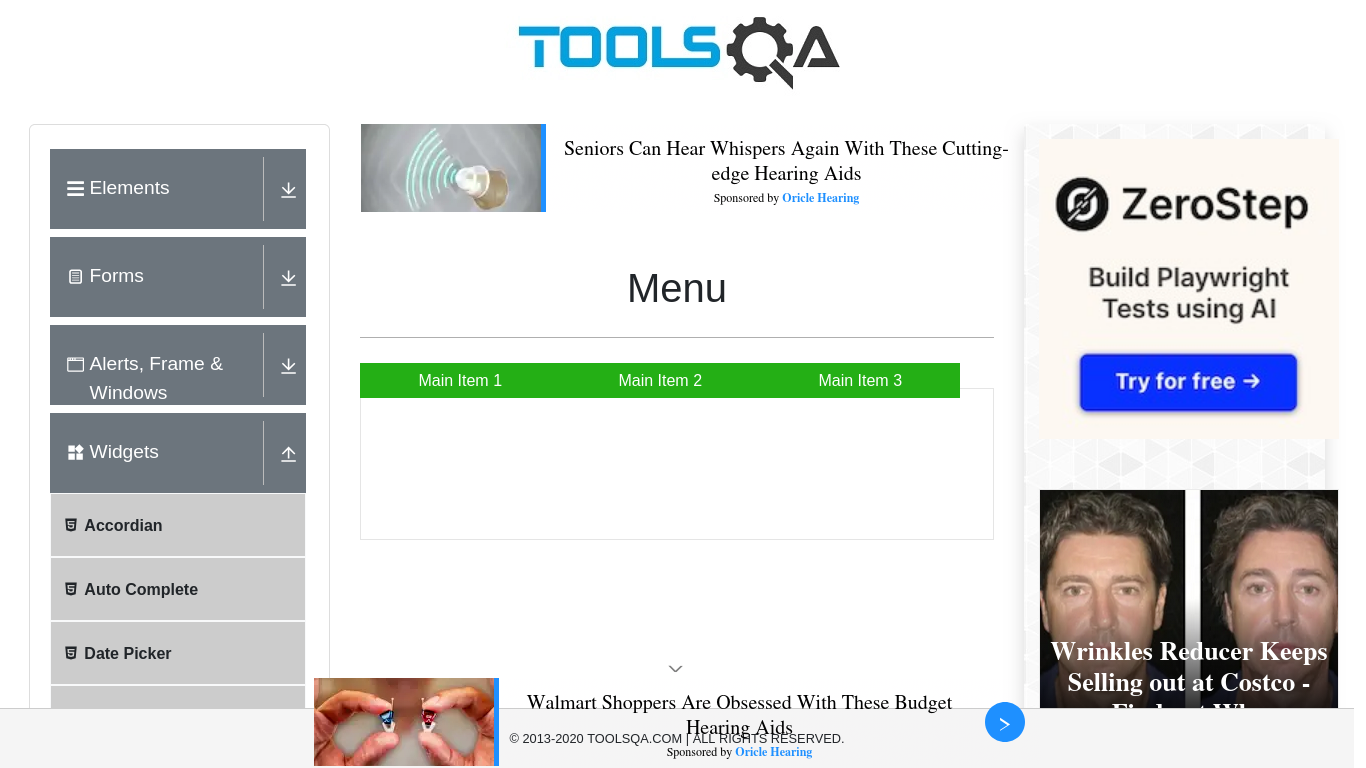 TOOLSQA
Elements
Forms
Alerts, Frame &
Windows
Widgets
Accordian
Auto Complete
Date Picker
Seniors Can Hear Whispers Again With These Cutting-
edge Hearing Aids
Sponsored by Oricle Hearing
Menu
Main Item 1
Main Item 2
Main Item 3
ZeroStep
Build Playwright
Tests using AI
Try for free →
Wrinkles Reducer Keeps
Selling out at Costco -
Walmart Shoppers Are Obsessed With These Budget
Hearing Aids
© 2013-2020 TOOLSQA.COM | ALL RIGHTS RESERVED.
Sponsored by Oricle Hearing